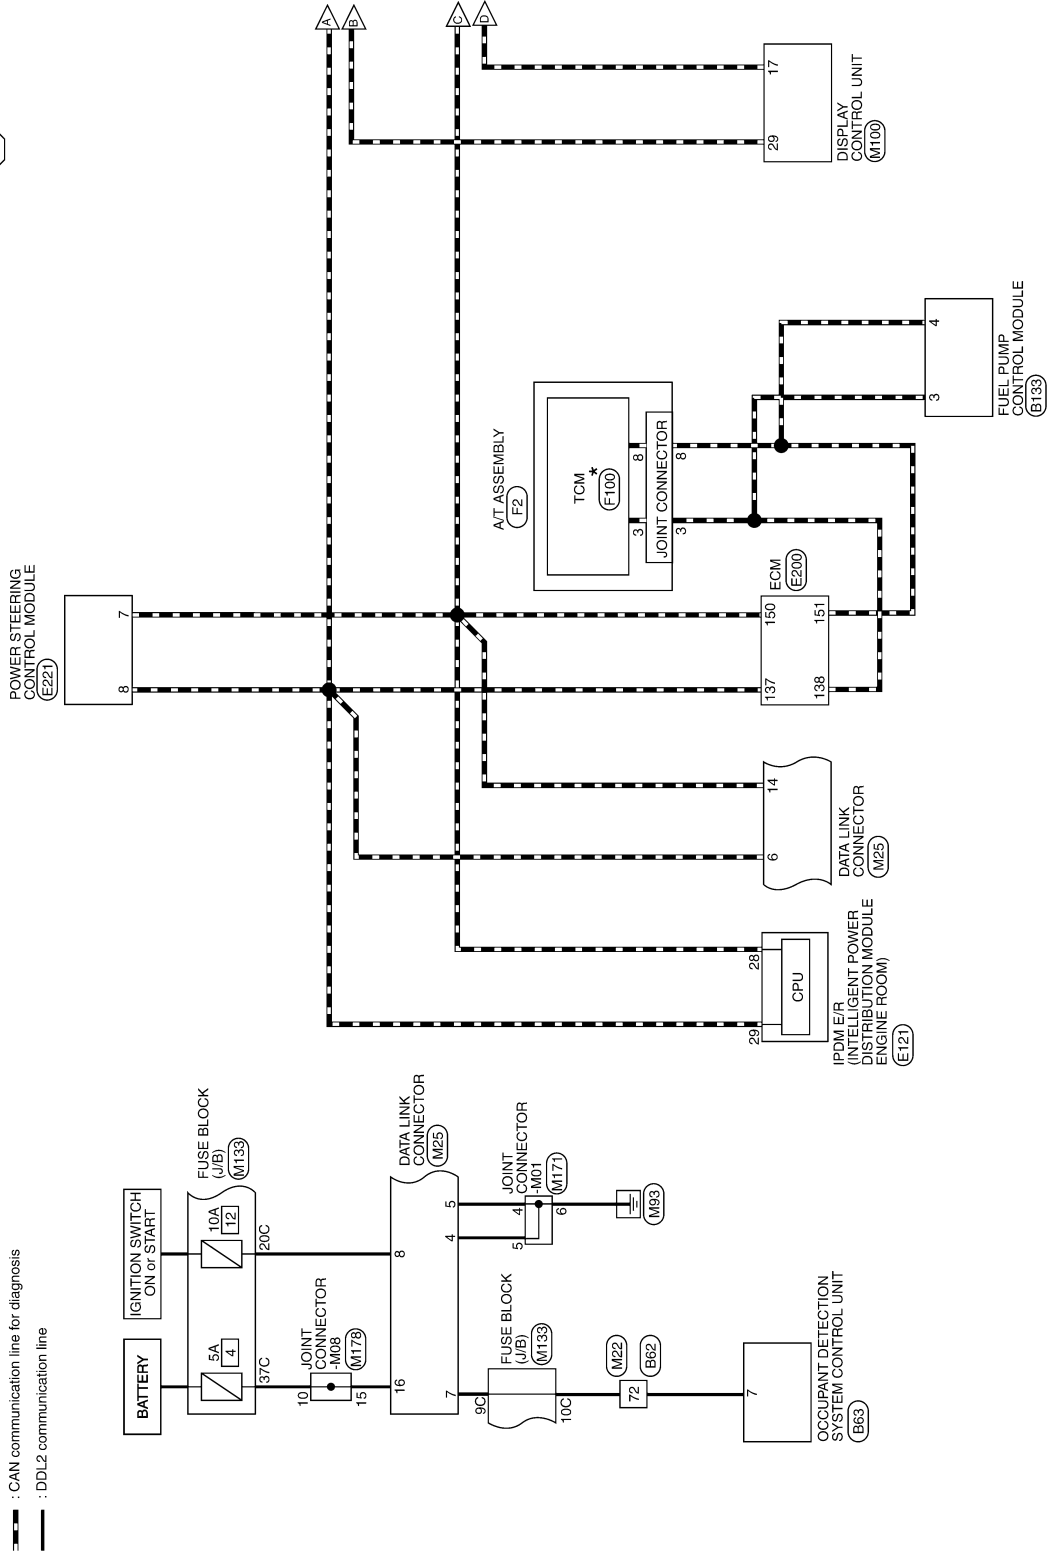 : CAN communication line for diagnosis
: DDL2 communication line
BATTERY
IGNITION SWITCH
ON or START
5A
4
10A
12
FUSE BLOCK
(J/B)
M133
37C
20C
10
JOINT
CONNECTOR
-M08
M178
15
16
8
DATA LINK
CONNECTOR
M25
7
4
5
9C
FUSE BLOCK
(J/B)
M133
10C
5
4
JOINT
CONNECTOR
-M01
M171
6
M93
72
M22
B62
7
OCCUPANT DETECTION
SYSTEM CONTROL UNIT
B63
POWER STEERING
CONTROL MODULE
E221
8
7
A
B
C
D
29
28
CPU
IPDM E/R
(INTELLIGENT POWER
DISTRIBUTION MODULE
ENGINE ROOM)
E121
6
14
DATA LINK
CONNECTOR
M25
137
150
138
151
ECM
E200
A/T ASSEMBLY
F2
TCM
*
F100
3
8
JOINT CONNECTOR
3
8
3
4
FUEL PUMP
CONTROL MODULE
B133
29
17
DISPLAY
CONTROL UNIT
M100